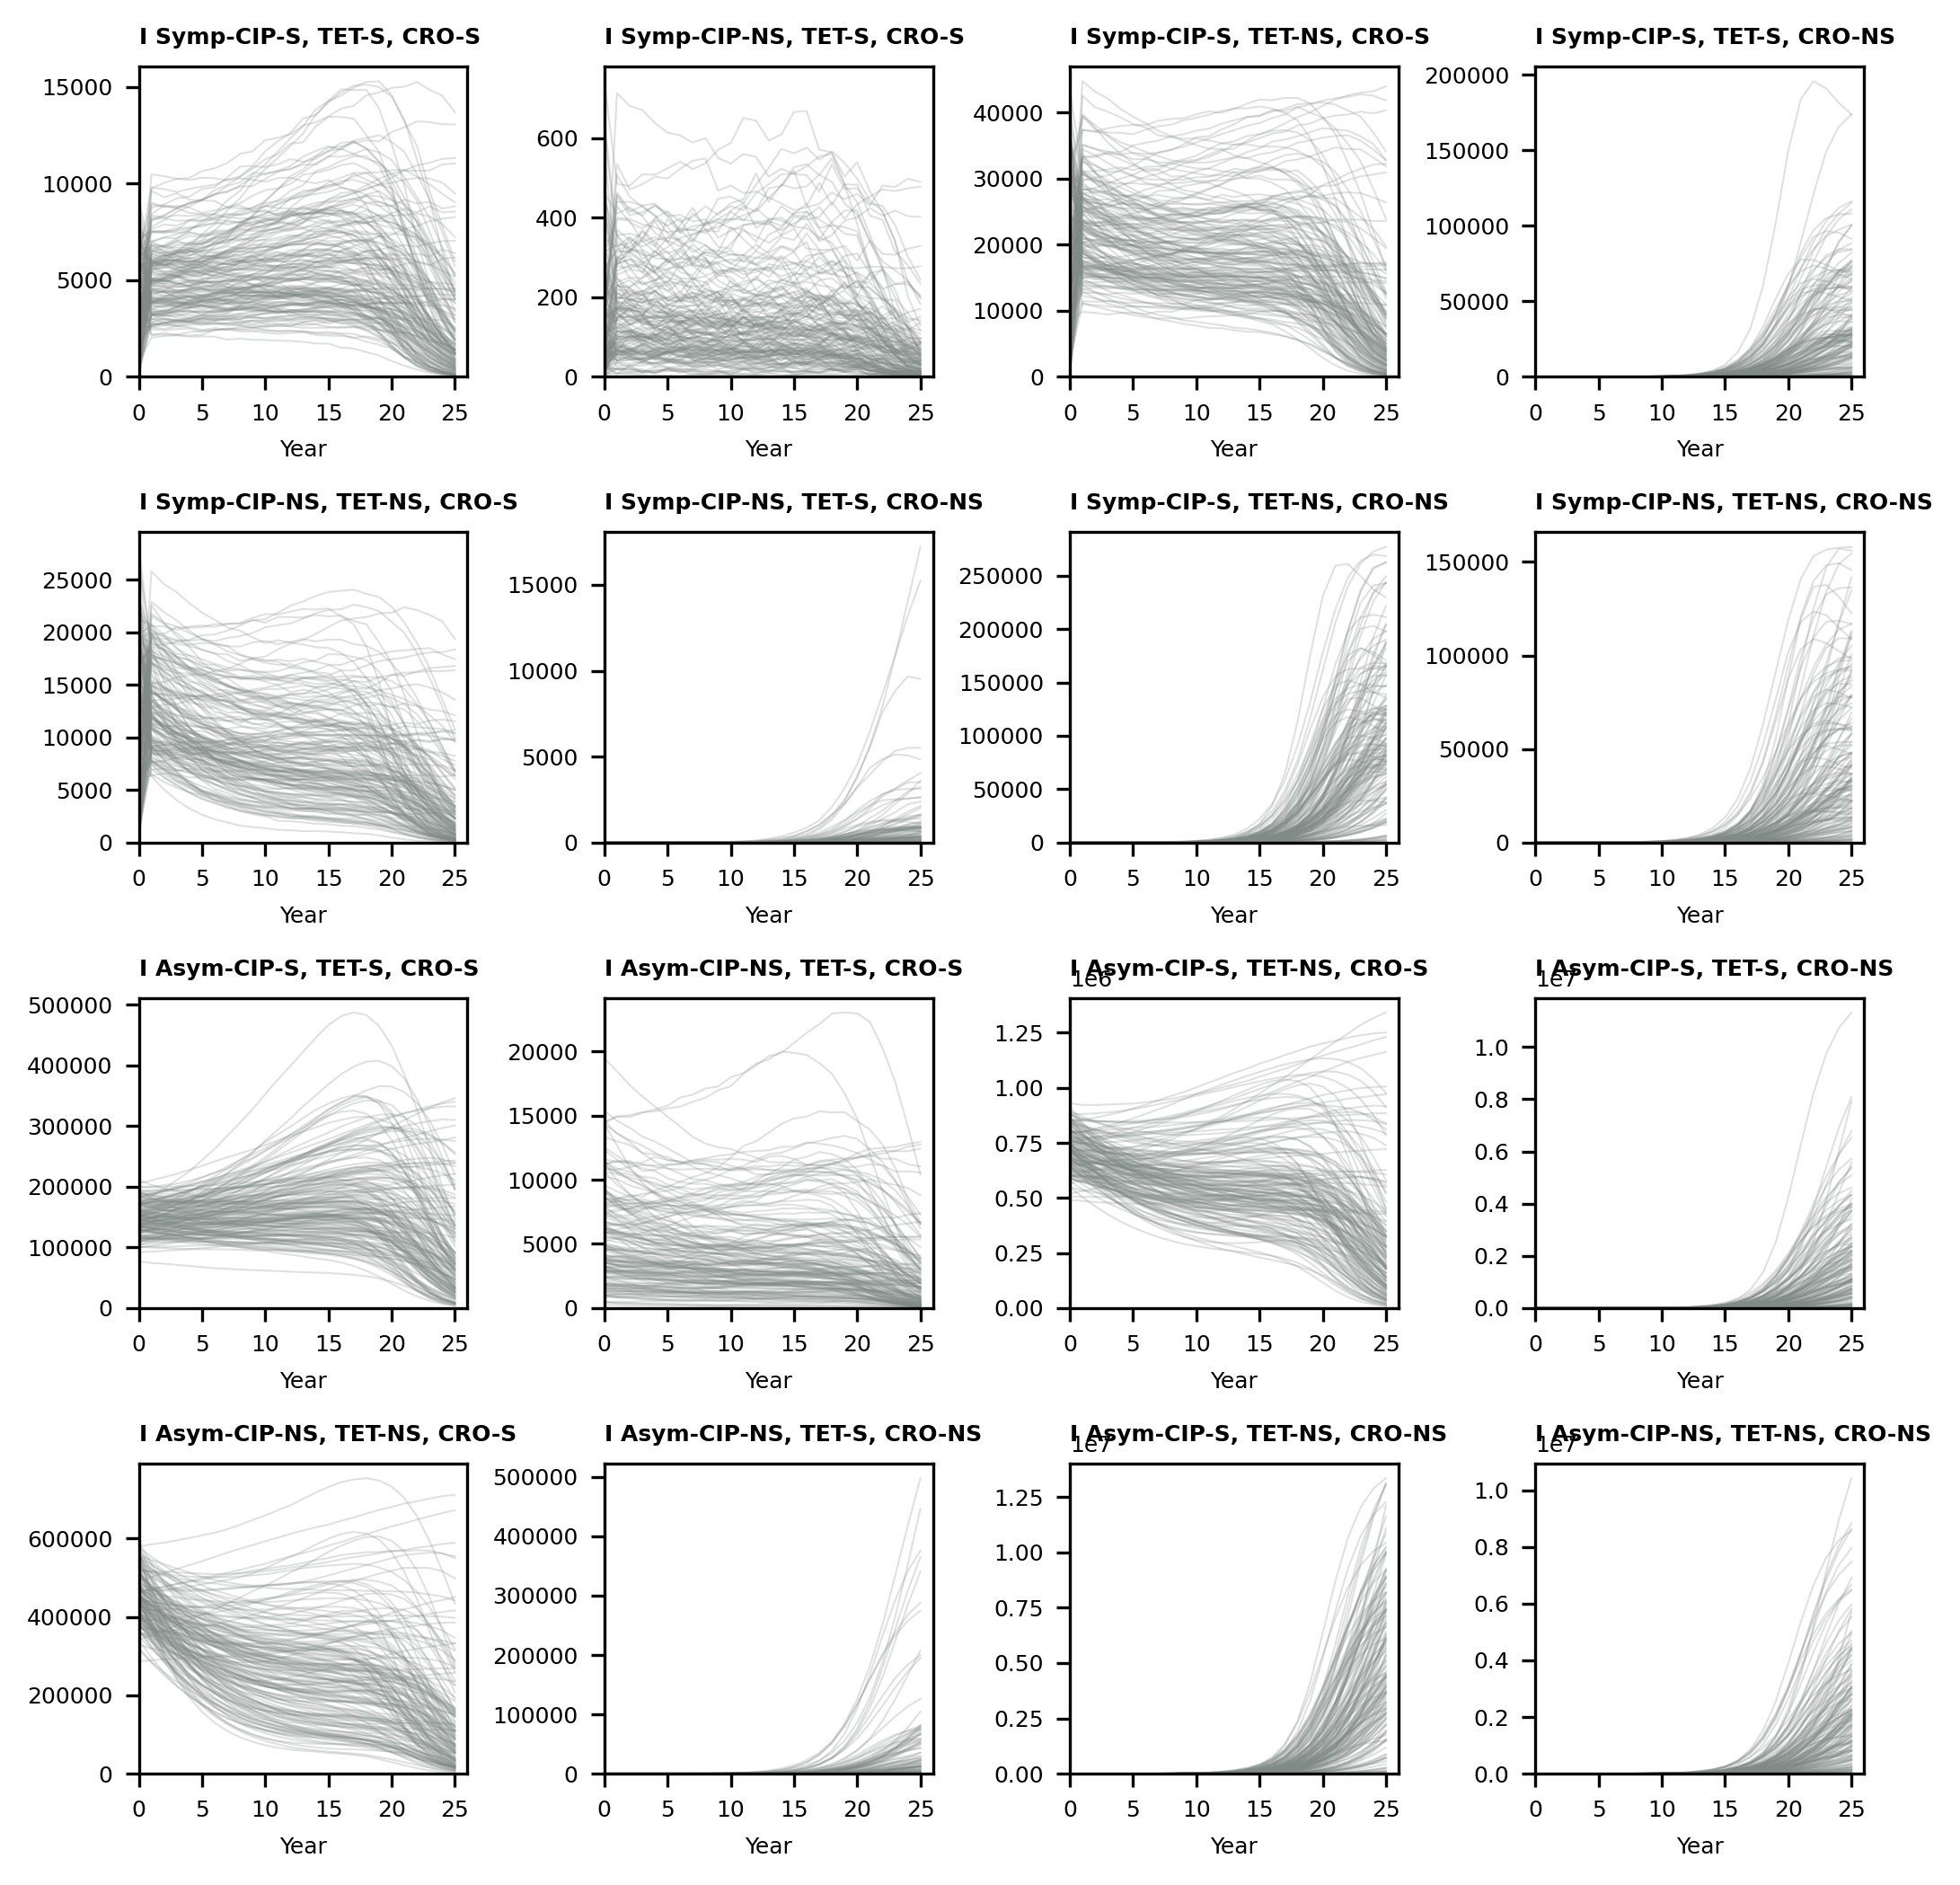 I Symp-CIP-S, TET-S, CRO-S
I Symp-CIP-NS, TET-S, CRO-S
I Symp-CIP-S, TET-NS, CRO-S
I Symp-CIP-S, TET-S, CRO-NS
15000
10000
5000
0
0 5 10 15 20 25
Year
600
400
200
0
0 5 10 15 20 25
Year
40000
30000
20000
10000
0
0 5 10 15 20 25
Year
200000
150000
100000
50000
0
0 5 10 15 20 25
Year
I Symp-CIP-NS, TET-NS, CRO-S
I Symp-CIP-NS, TET-S, CRO-NS
I Symp-CIP-S, TET-NS, CRO-NS
I Symp-CIP-NS, TET-NS, CRO-NS
25000
20000
15000
10000
5000
0
0 5 10 15 20 25
Year
15000
10000
5000
0
0 5 10 15 20 25
Year
250000
200000
150000
100000
50000
0
0 5 10 15 20 25
Year
150000
100000
50000
0
0 5 10 15 20 25
Year
I Asym-CIP-S, TET-S, CRO-S
I Asym-CIP-NS, TET-S, CRO-S
I Asym-CIP-S, TET-NS, CRO-S
I Asym-CIP-S, TET-S, CRO-NS
500000
400000
300000
200000
100000
0
0 5 10 15 20 25
Year
20000
15000
10000
5000
0
0 5 10 15 20 25
Year
1e6
1.25
1.00
0.75
0.50
0.25
0.00
0 5 10 15 20 25
Year
1e7
1.0
0.8
0.6
0.4
0.2
0.0
0 5 10 15 20 25
Year
I Asym-CIP-NS, TET-NS, CRO-S
I Asym-CIP-NS, TET-S, CRO-NS
I Asym-CIP-S, TET-NS, CRO-NS
I Asym-CIP-NS, TET-NS, CRO-NS
600000
400000
200000
0
0 5 10 15 20 25
Year
500000
400000
300000
200000
100000
0
0 5 10 15 20 25
Year
1e7
1.25
1.00
0.75
0.50
0.25
0.00
0 5 10 15 20 25
Year
1e7
1.0
0.8
0.6
0.4
0.2
0.0
0 5 10 15 20 25
Year